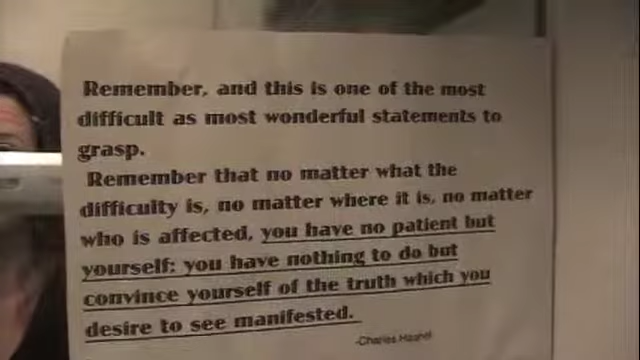 Remember, and this is one of the most
difficult as most wonderful statements to
grasp.
Remember that no matter what the
difficulty is, no matter where it is, no matter
who is affected, you have no patient but
yourself; you have nothing to do but
convince yourself of the truth which you
desire to see manifested.
-Charles